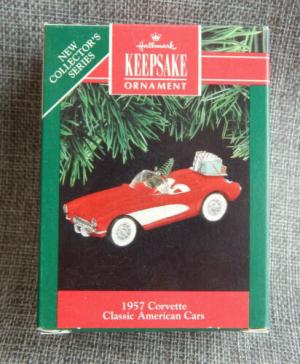 NEW
COLLECTOR'S
SERIES
Hallmark
KEEPSAKE
ORNAMENT
1957 Corvette
Classic American Cars